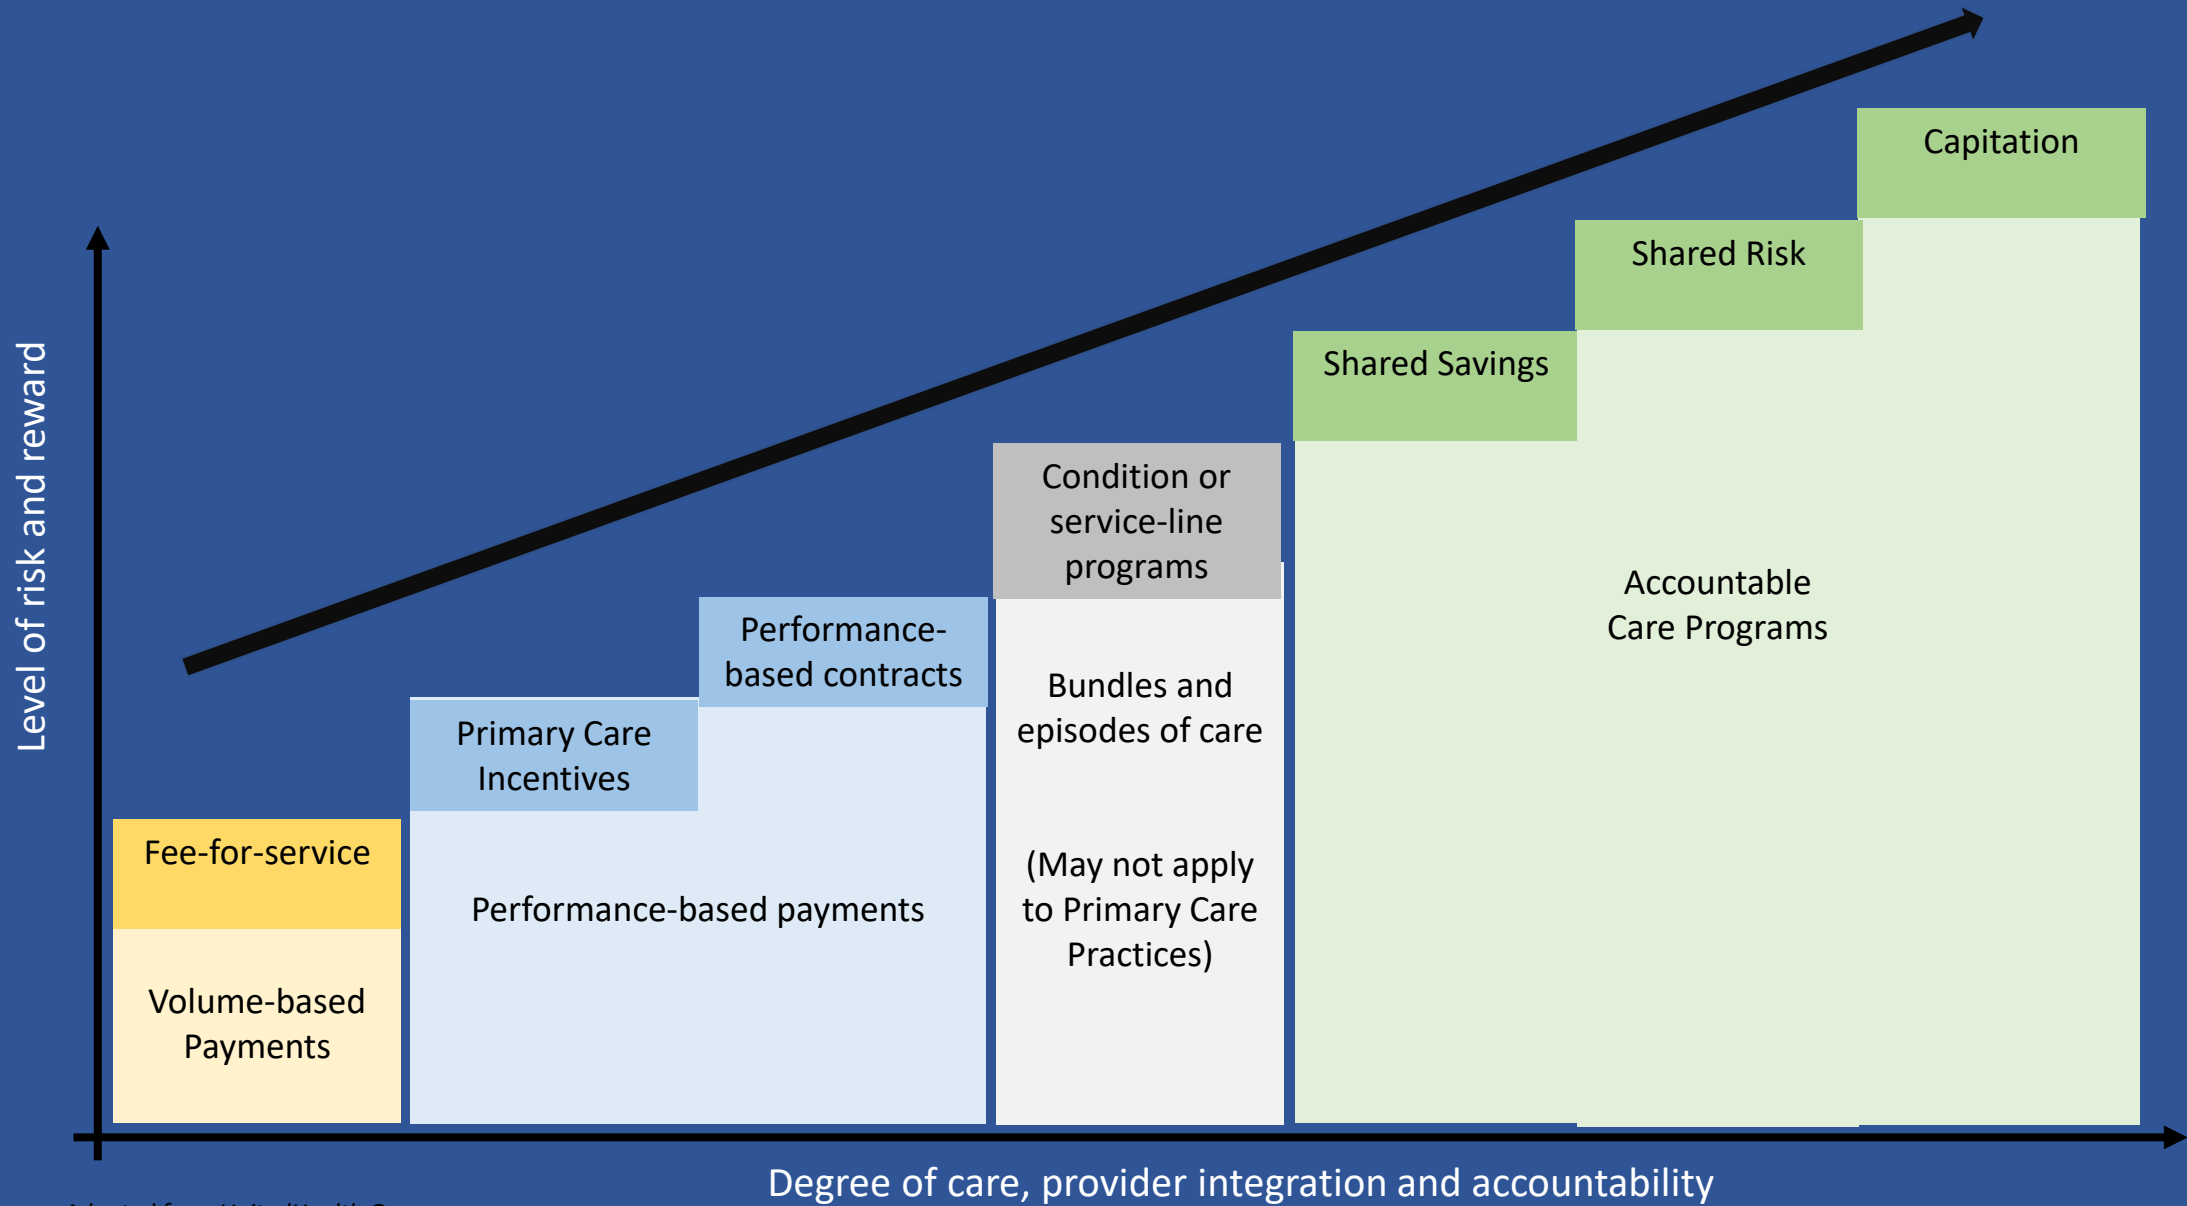 Capitation
Shared Risk
Shared Savings
Condition or
service-line
programs
Performance-
based contracts
Primary Care
Incentives
Fee-for-service
Volume-based
Payments
Performance-based payments
Bundles and
episodes of care
(May not apply
to Primary Care
Practices)
Accountable
Care Programs
Level of risk and reward
Degree of care, provider integration and accountability